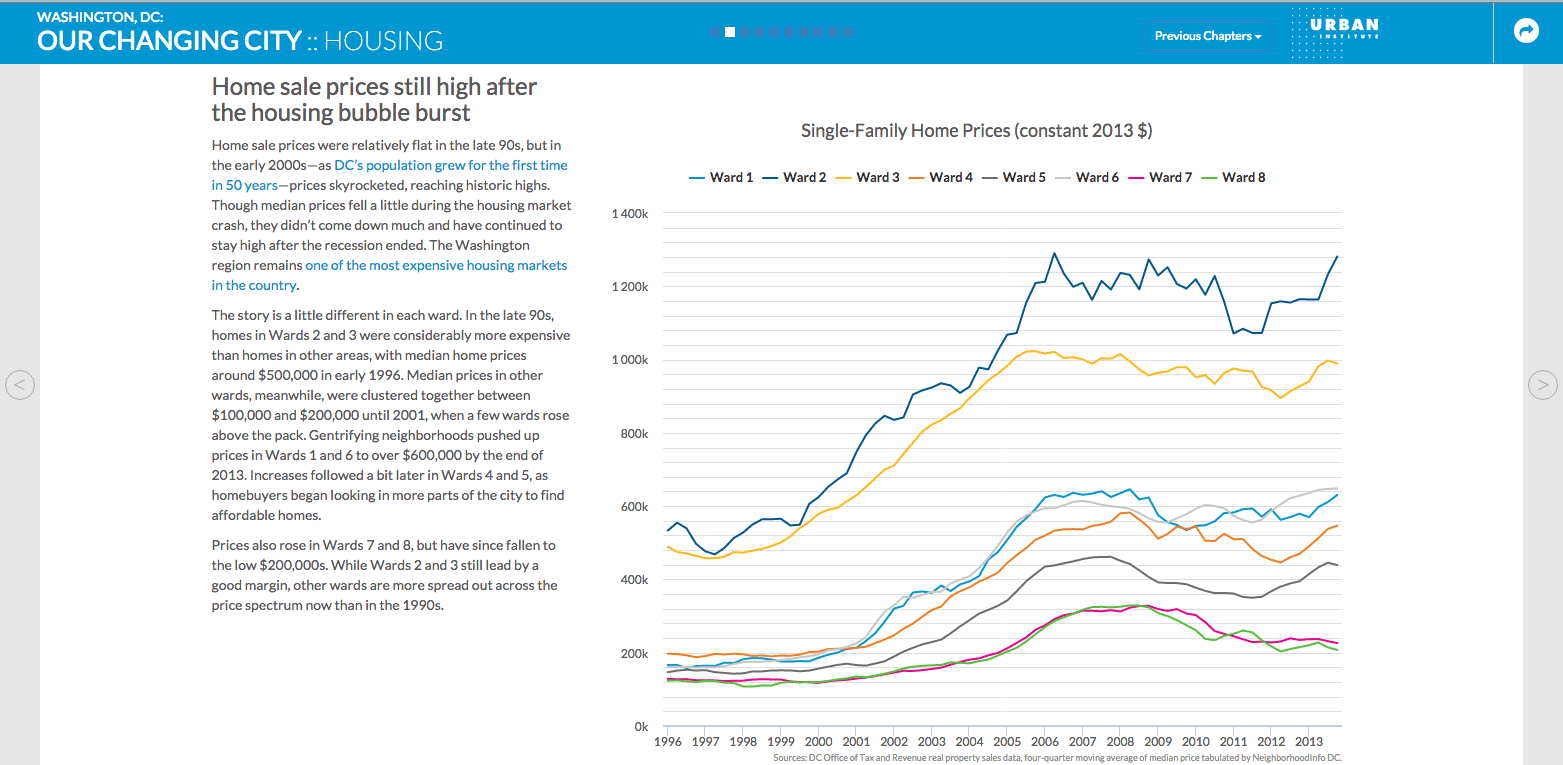 WASHINGTON, DC:
OUR CHANGING CITY :: HOUSING
Previous Chapters
URBAN
INSTITUTE
Home sale prices still high after
the housing bubble burst
Home sale prices were relatively flat in the late 90s, but in
the early 2000s—as DC's population grew for the first time
in 50 years—prices skyrocketed, reaching historic highs.
Though median prices fell a little during the housing market
crash, they didn't come down much and have continued to
stay high after the recession ended. The Washington
region remains one of the most expensive housing markets
in the country.
The story is a little different in each ward. In the late 90s,
homes in Wards 2 and 3 were considerably more expensive
than homes in other areas, with median home prices
around $500,000 in early 1996. Median prices in other
wards, meanwhile, were clustered together between
$100,000 and $200,000 until 2001, when a few wards rose
above the pack. Gentrifying neighborhoods pushed up
prices in Wards 1 and 6 to over $600,000 by the end of
2013. Increases followed a bit later in Wards 4 and 5, as
homebuyers began looking in more parts of the city to find
affordable homes.
Prices also rose in Wards 7 and 8, but have since fallen to
the low $200,000s. While Wards 2 and 3 still lead by a
good margin, other wards are more spread out across the
price spectrum now than in the 1990s.
Single-Family Home Prices (constant 2013 $)
Ward 1 Ward 2 Ward 3 Ward 4 Ward 5 Ward 6 Ward 7 Ward 8
1 400k
1 200k
1 000k
800k
600k
400k
200k
0k
1996 1997 1998 1999 2000 2001 2002 2003 2004 2005 2006 2007 2008 2009 2010 2011 2012 2013
Sources: DC Office of Tax and Revenue real property sales data, four-quarter moving average of median price tabulated by NeighborhoodInfo DC.
<
>